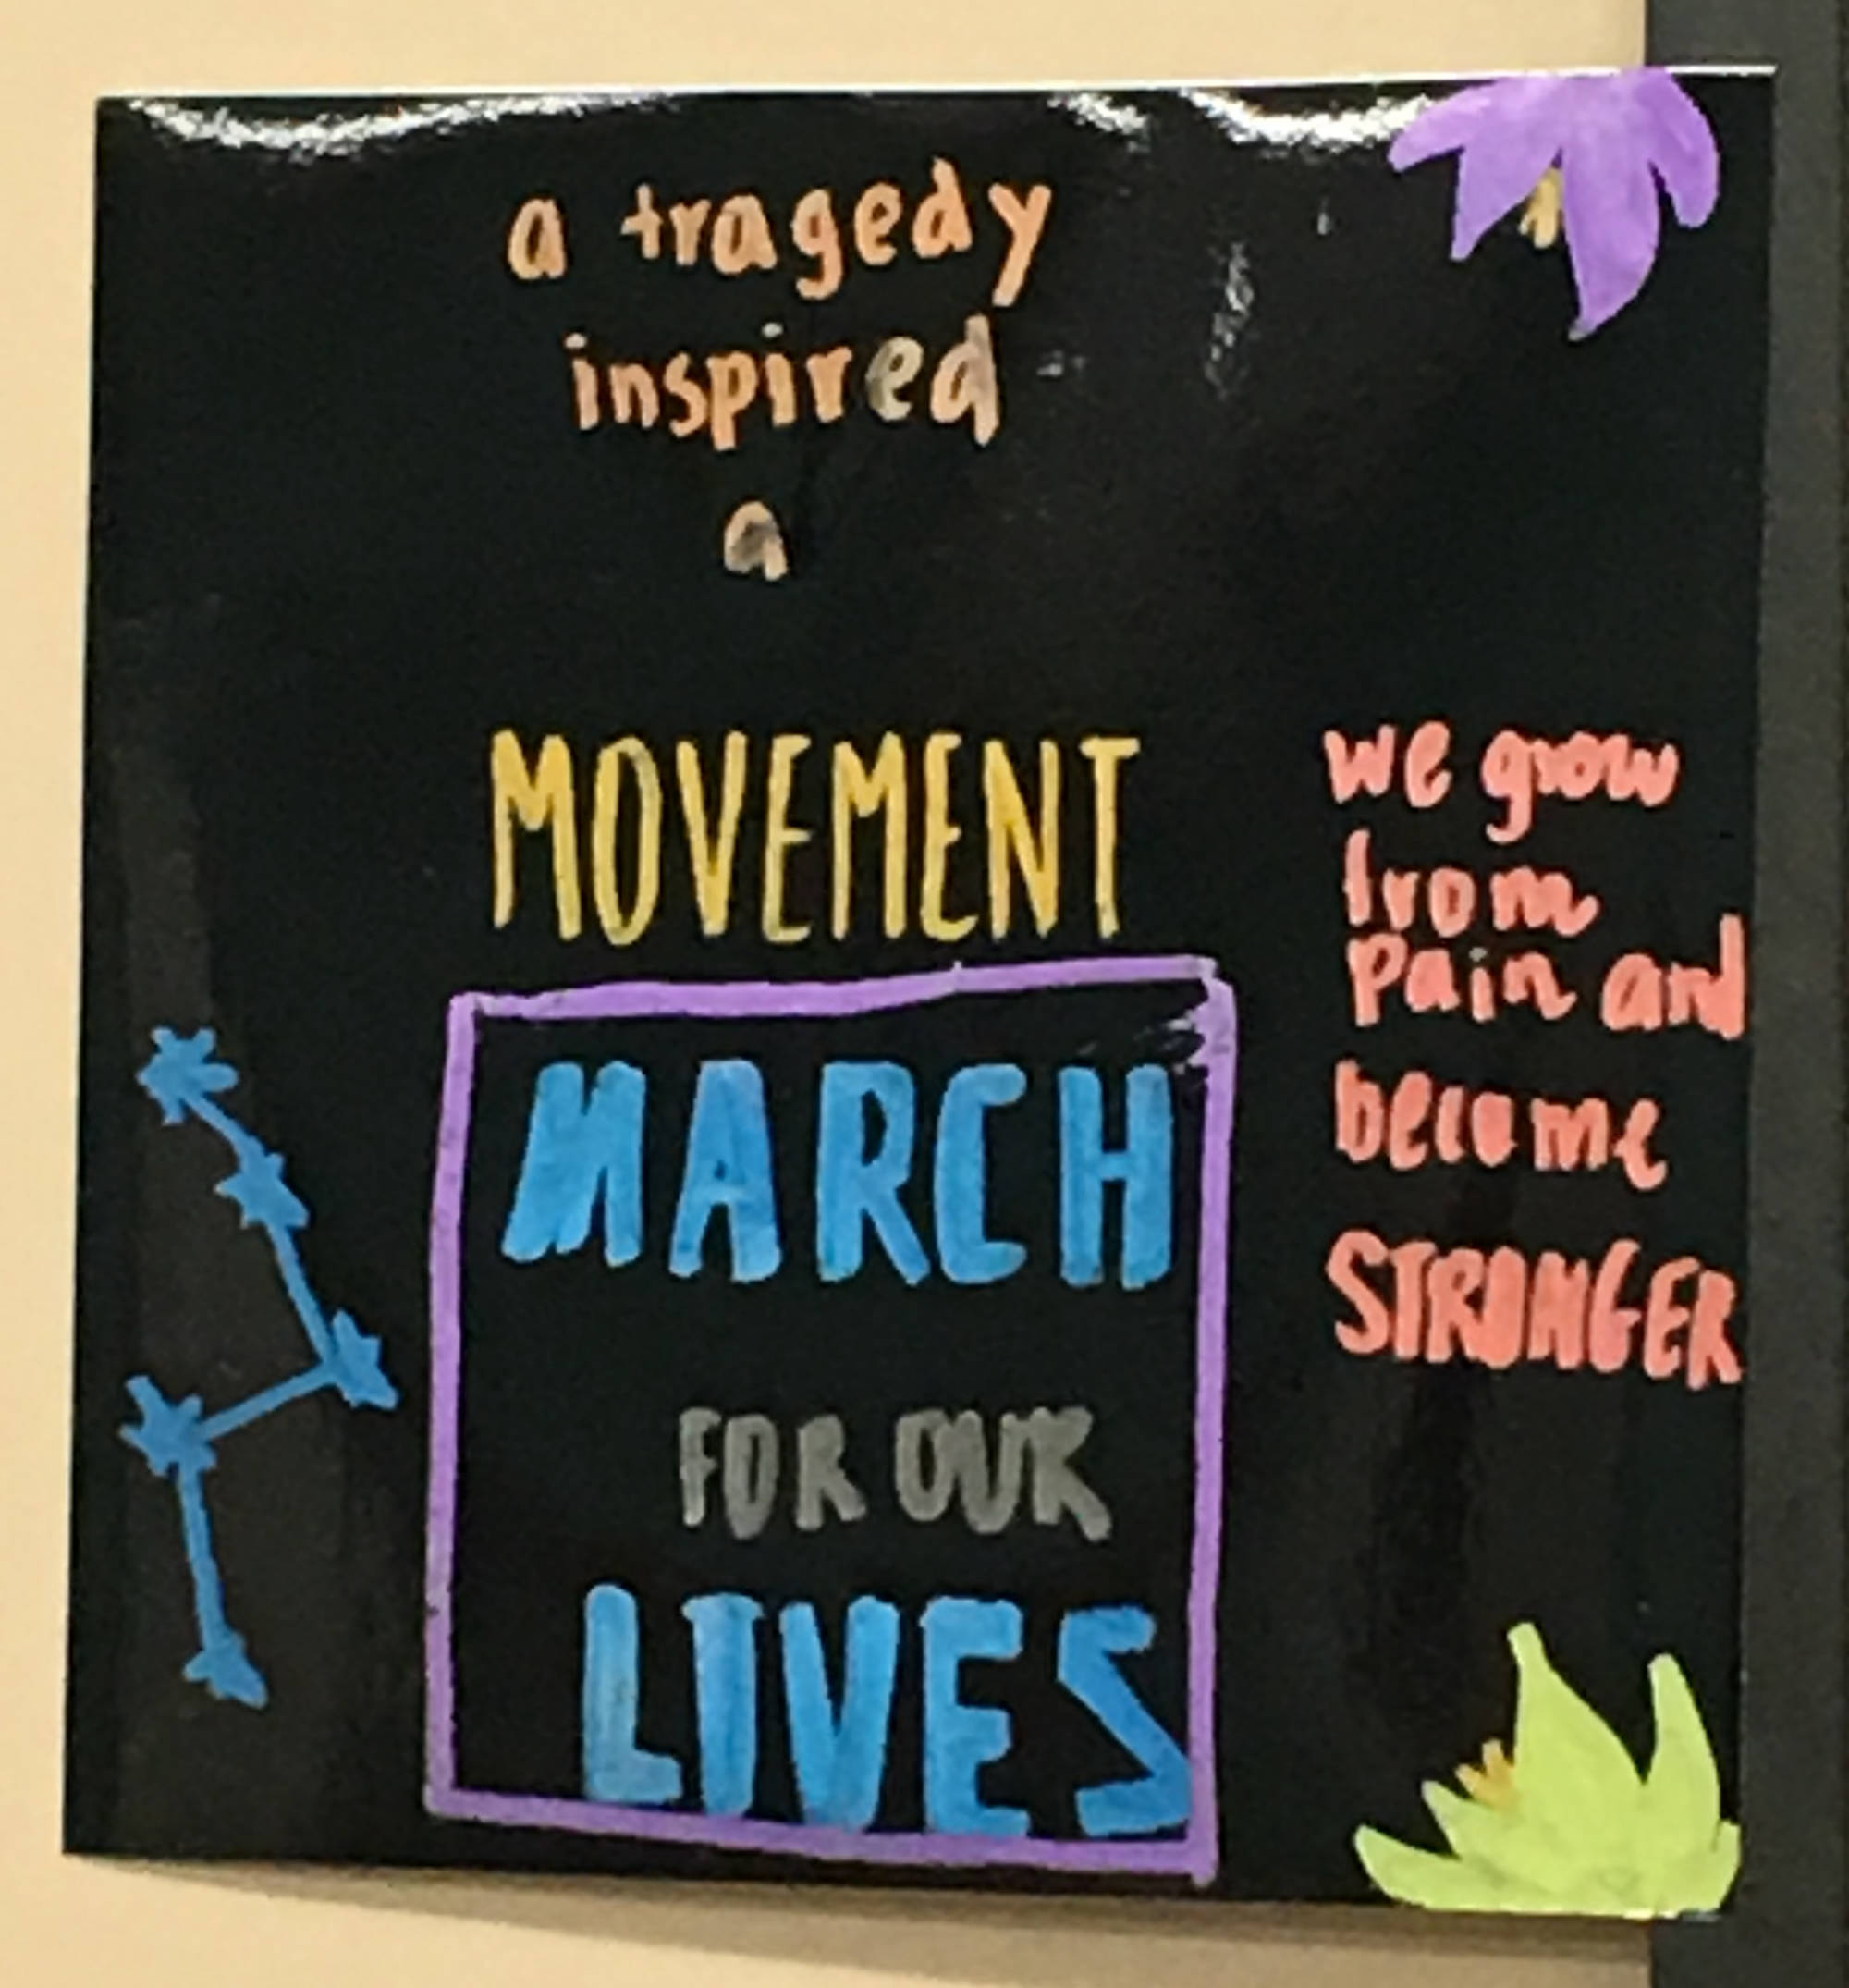 a tragedy
inspired
a
MOVEMENT
MARCH
FOR OUR
LIVES
we grow
from
Pain and
become
STRONGER